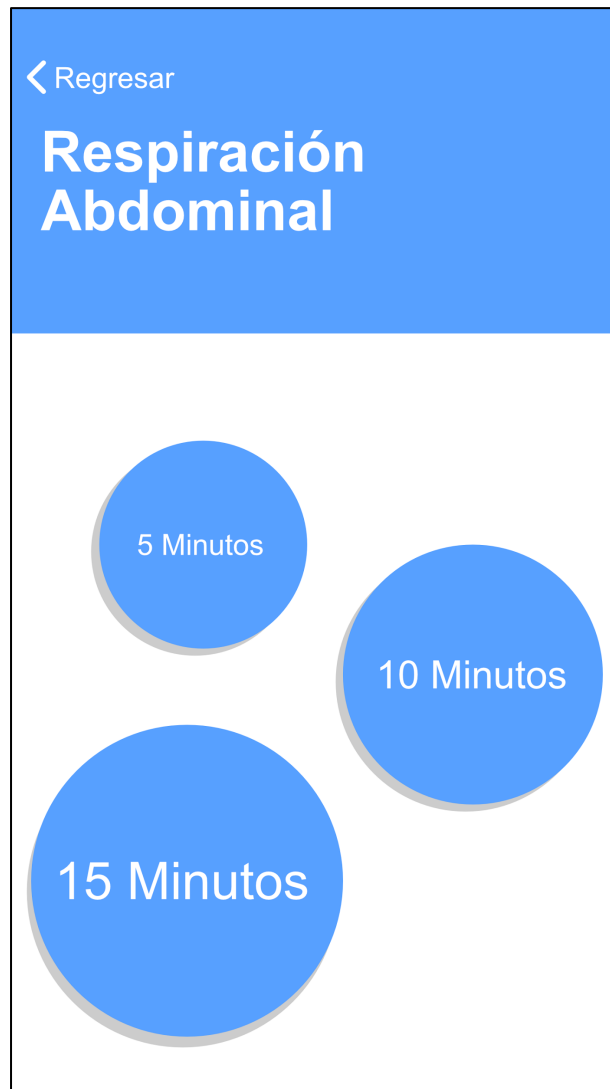 Regresar
Respiración
Abdominal
5 Minutos
10 Minutos
15 Minutos